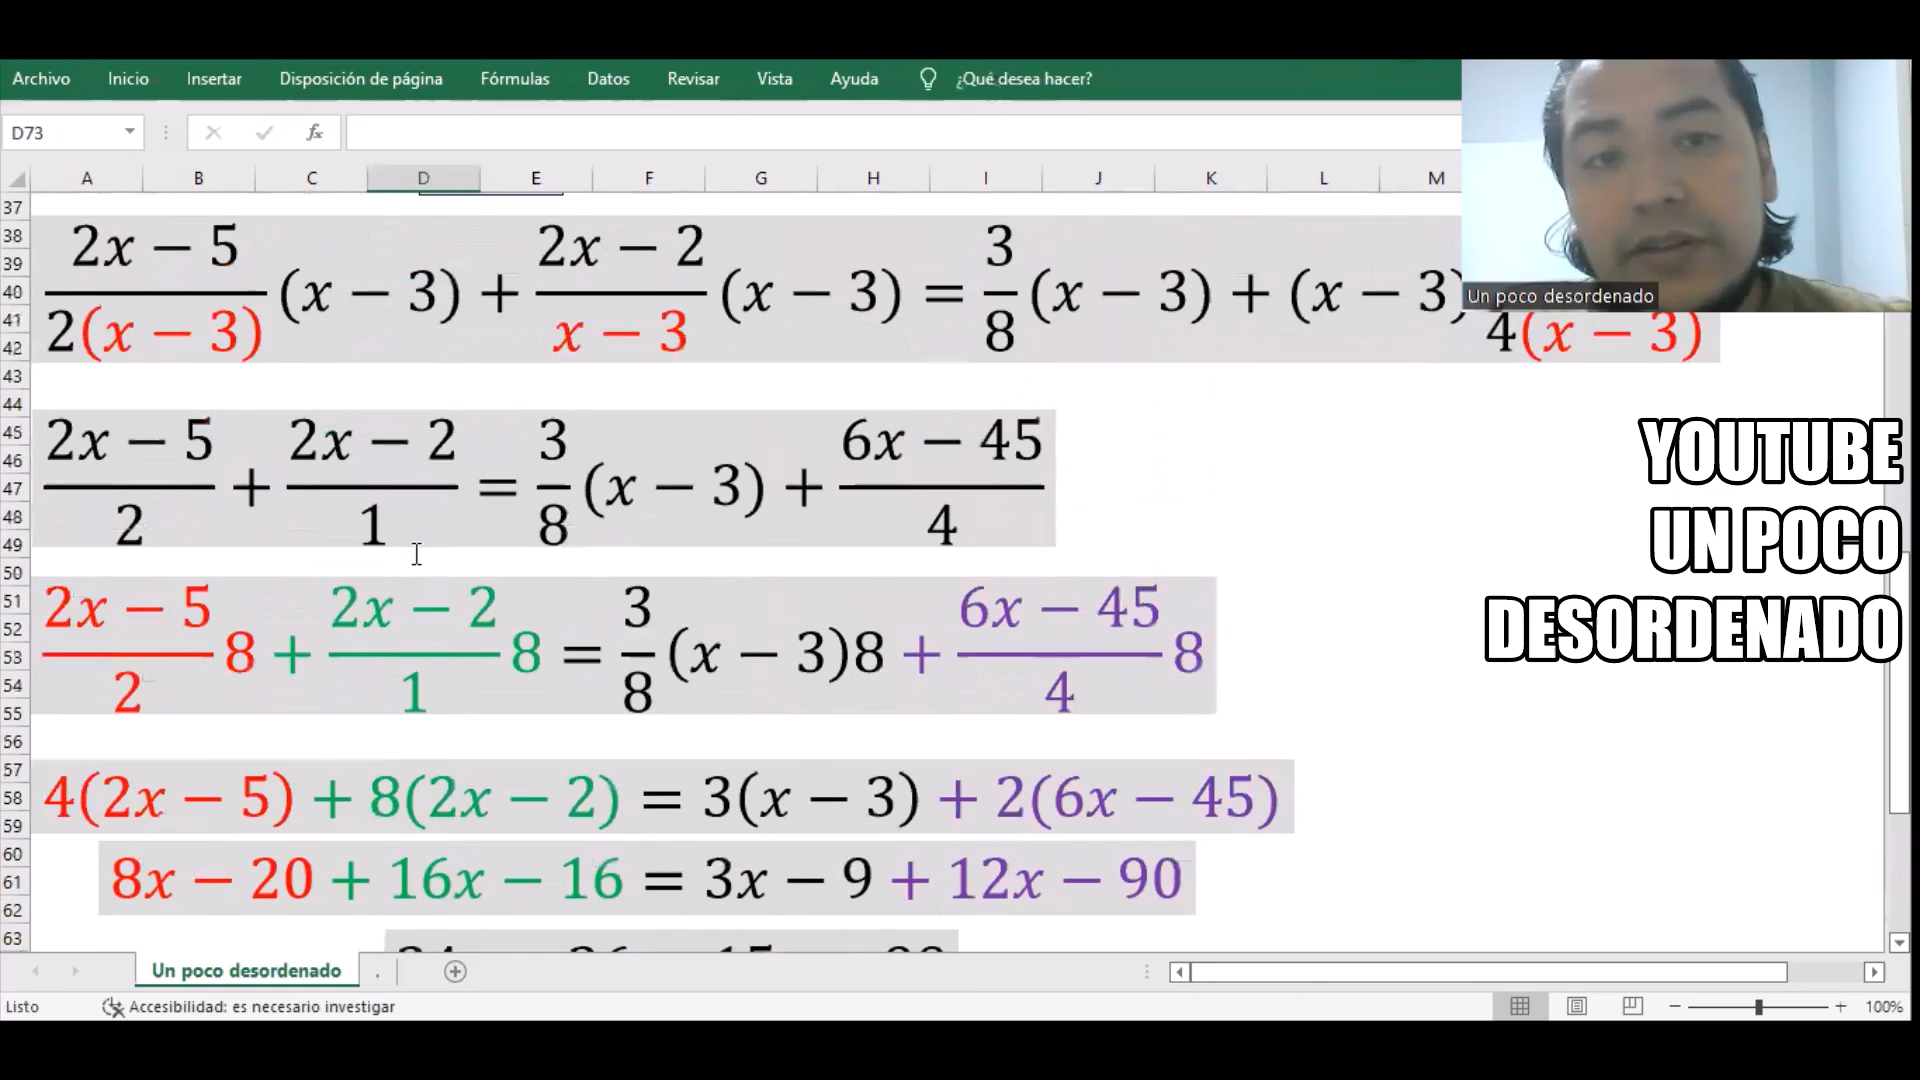 Archivo Inicio Insertar Disposición de página Fórmulas Datos Revisar Vista Ayuda ¿Qué desea hacer?
D73 fx
A B C D E F G H I J K L M
37
38
39
40
41
42
43
44
45
46
47
48
49
50
51
52
53
54
55
56
57
58
59
60
61
62
63
2x − 5 2x − 2 3
(x − 3) + (x − 3) = (x − 3) + (x − 3)
2(x − 3) x − 3 8 4(x − 3)
2x − 5 2x − 2 3 6x − 45
+ = (x − 3) +
2 1 8 4
2x − 5 2x − 2 3 6x − 45
8 + 8 = (x − 3)8 + 8
2 1 8 4
4(2x − 5) + 8(2x − 2) = 3(x − 3) + 2(6x − 45)
8x − 20 + 16x − 16 = 3x − 9 + 12x − 90
Un poco desordenado
YOUTUBE
UN POCO
DESORDENADO
Un poco desordenado .
Listo Accesibilidad: es necesario investigar 100%